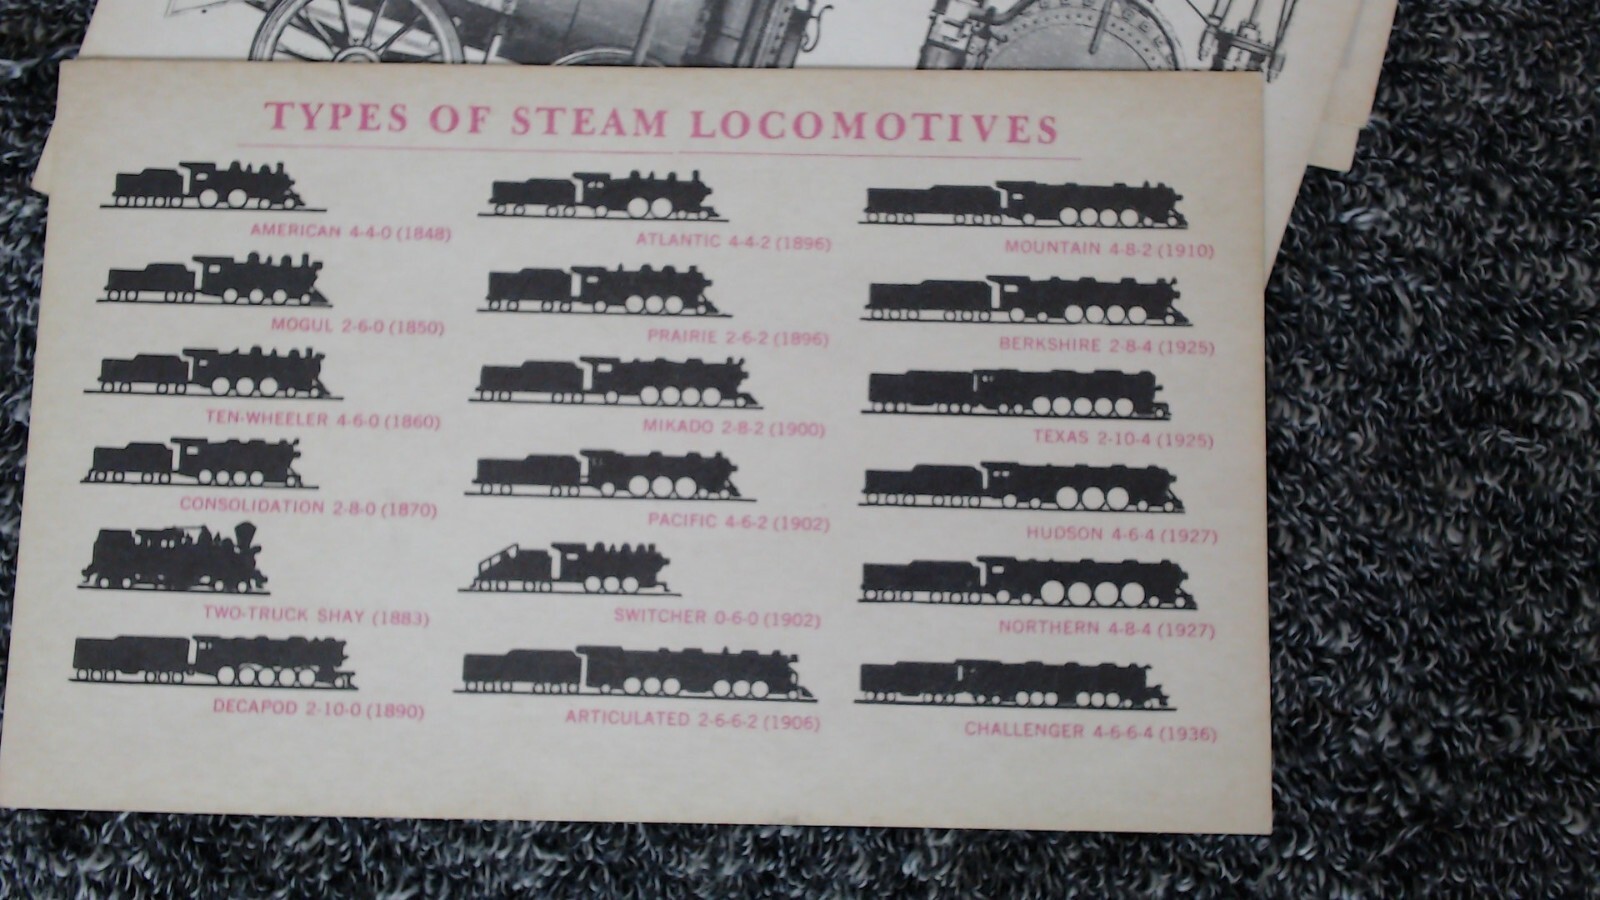 TYPES OF STEAM LOCOMOTIVES
AMERICAN 4-4-0 (1848)
MOGUL 2-6-0 (1850)
TEN-WHEELER 4-6-0 (1860)
CONSOLIDATION 2-8-0 (1870)
TWO-TRUCK SHAY (1883)
DECAPOD 2-10-0 (1890)
ATLANTIC 4-4-2 (1896)
PRAIRIE 2-6-2 (1896)
MIKADO 2-8-2 (1900)
PACIFIC 4-6-2 (1902)
SWITCHER 0-6-0 (1902)
ARTICULATED 2-6-6-2 (1906)
MOUNTAIN 4-8-2 (1910)
BERKSHIRE 2-8-4 (1925)
TEXAS 2-10-4 (1925)
HUDSON 4-6-4 (1927)
NORTHERN 4-8-4 (1927)
CHALLENGER 4-6-6-4 (1936)